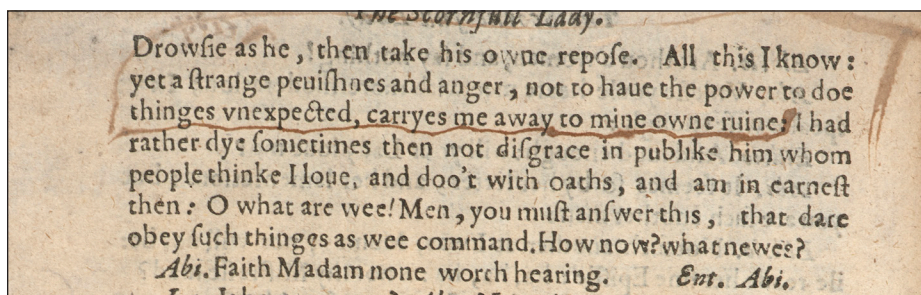 The Scornfull Lady.
Drowſie as he, then take his owne repoſe. All this I know:
yet a ſtrange peuiſhnes and anger, not to haue the power to doe
thinges vnexpected, carryes me away to mine owne ruine: I had
rather dye ſometimes then not diſgrace in publike him whom
people thinke I loue, and doo't with oaths, and am in earneſt
then: O what are wee! Men, you muſt anſwer this, that dare
obey ſuch thinges as wee command. How now? what newes?
Abi. Faith Madam none worth hearing. Ent. Abi.